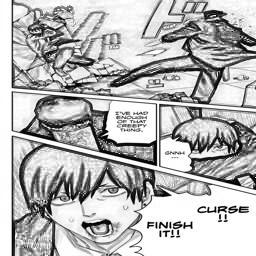 I'VE HAD
ENOUGH
OF THAT
CREEPY
THING.
GNNH
...
CURSE
!!
FINISH
IT!!